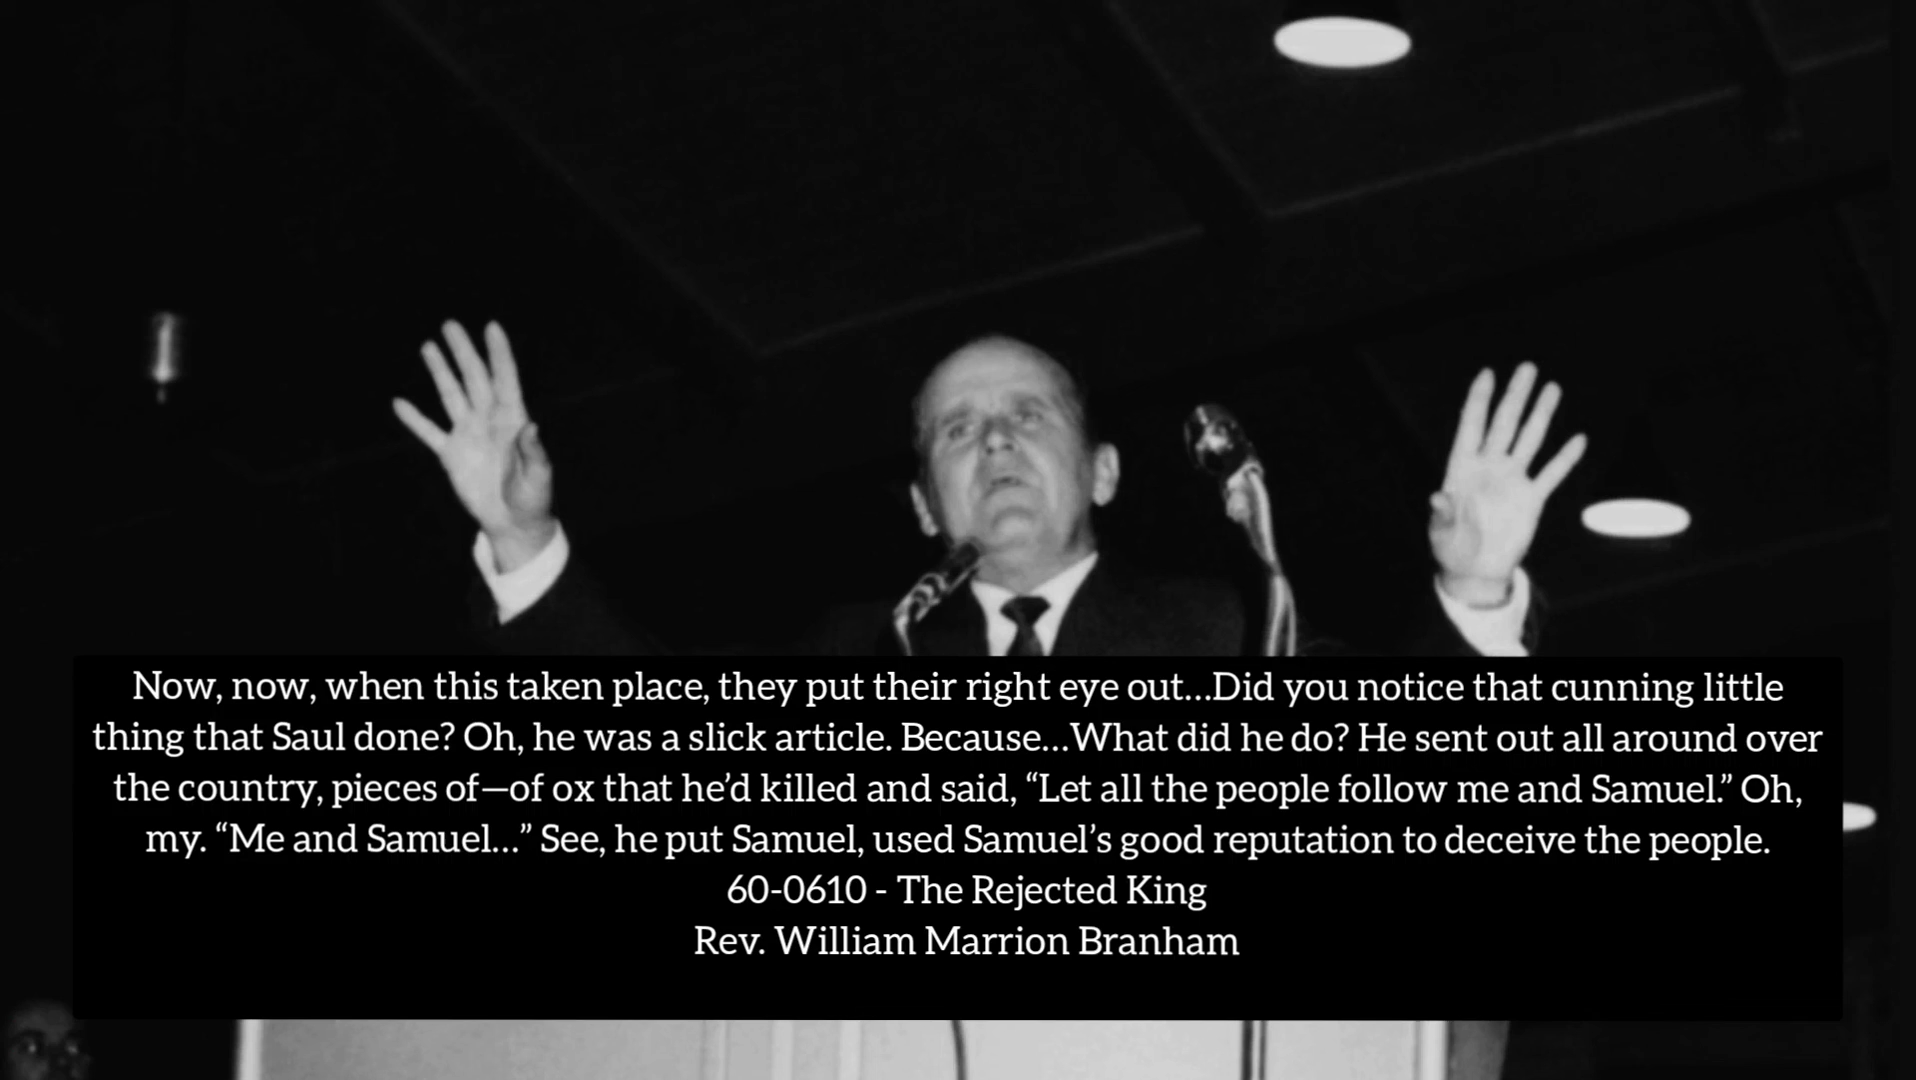 Now, now, when this taken place, they put their right eye out…Did you notice that cunning little
thing that Saul done? Oh, he was a slick article. Because…What did he do? He sent out all around over
the country, pieces of—of ox that he’d killed and said, “Let all the people follow me and Samuel.” Oh,
my. “Me and Samuel…” See, he put Samuel, used Samuel’s good reputation to deceive the people.
60-0610 - The Rejected King
Rev. William Marrion Branham